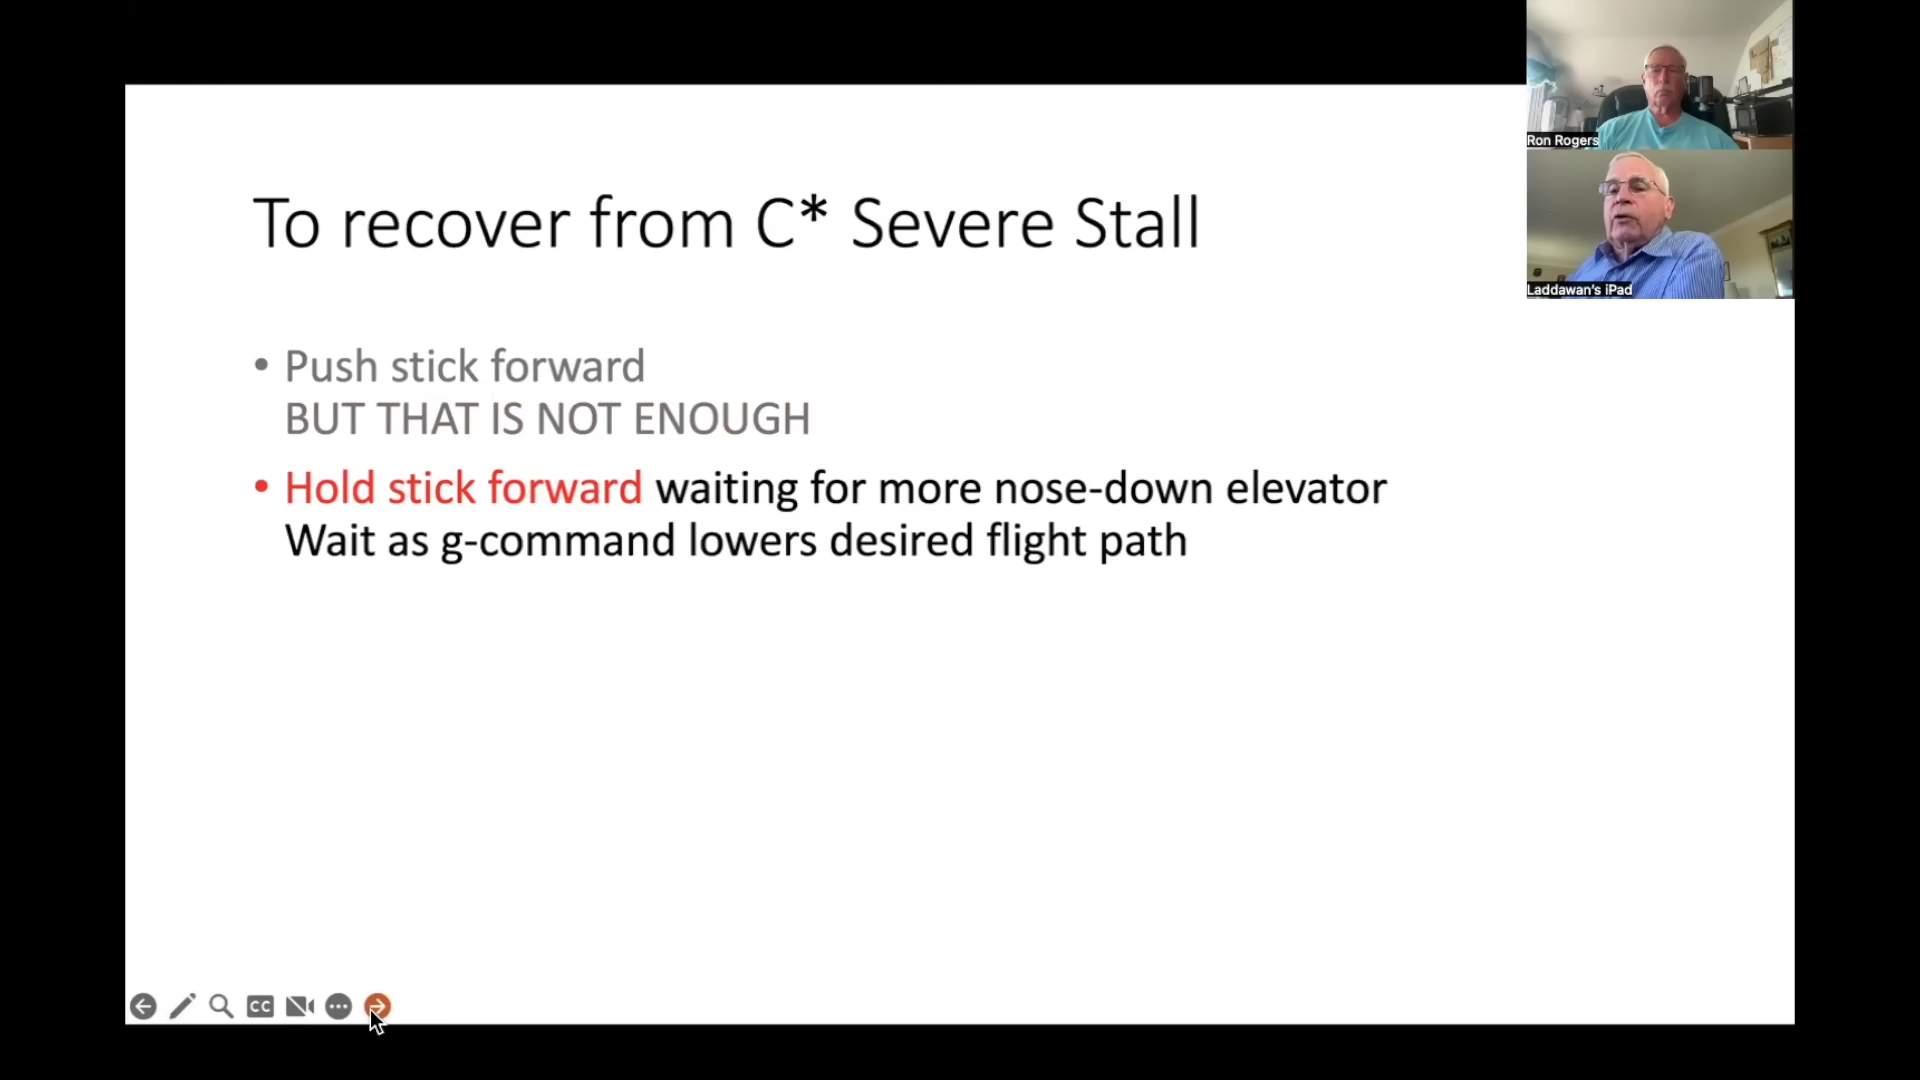 To recover from C* Severe Stall
• Push stick forward
BUT THAT IS NOT ENOUGH
• Hold stick forward waiting for more nose-down elevator
Wait as g-command lowers desired flight path
Ron Rogers
Laddawan's iPad
CC